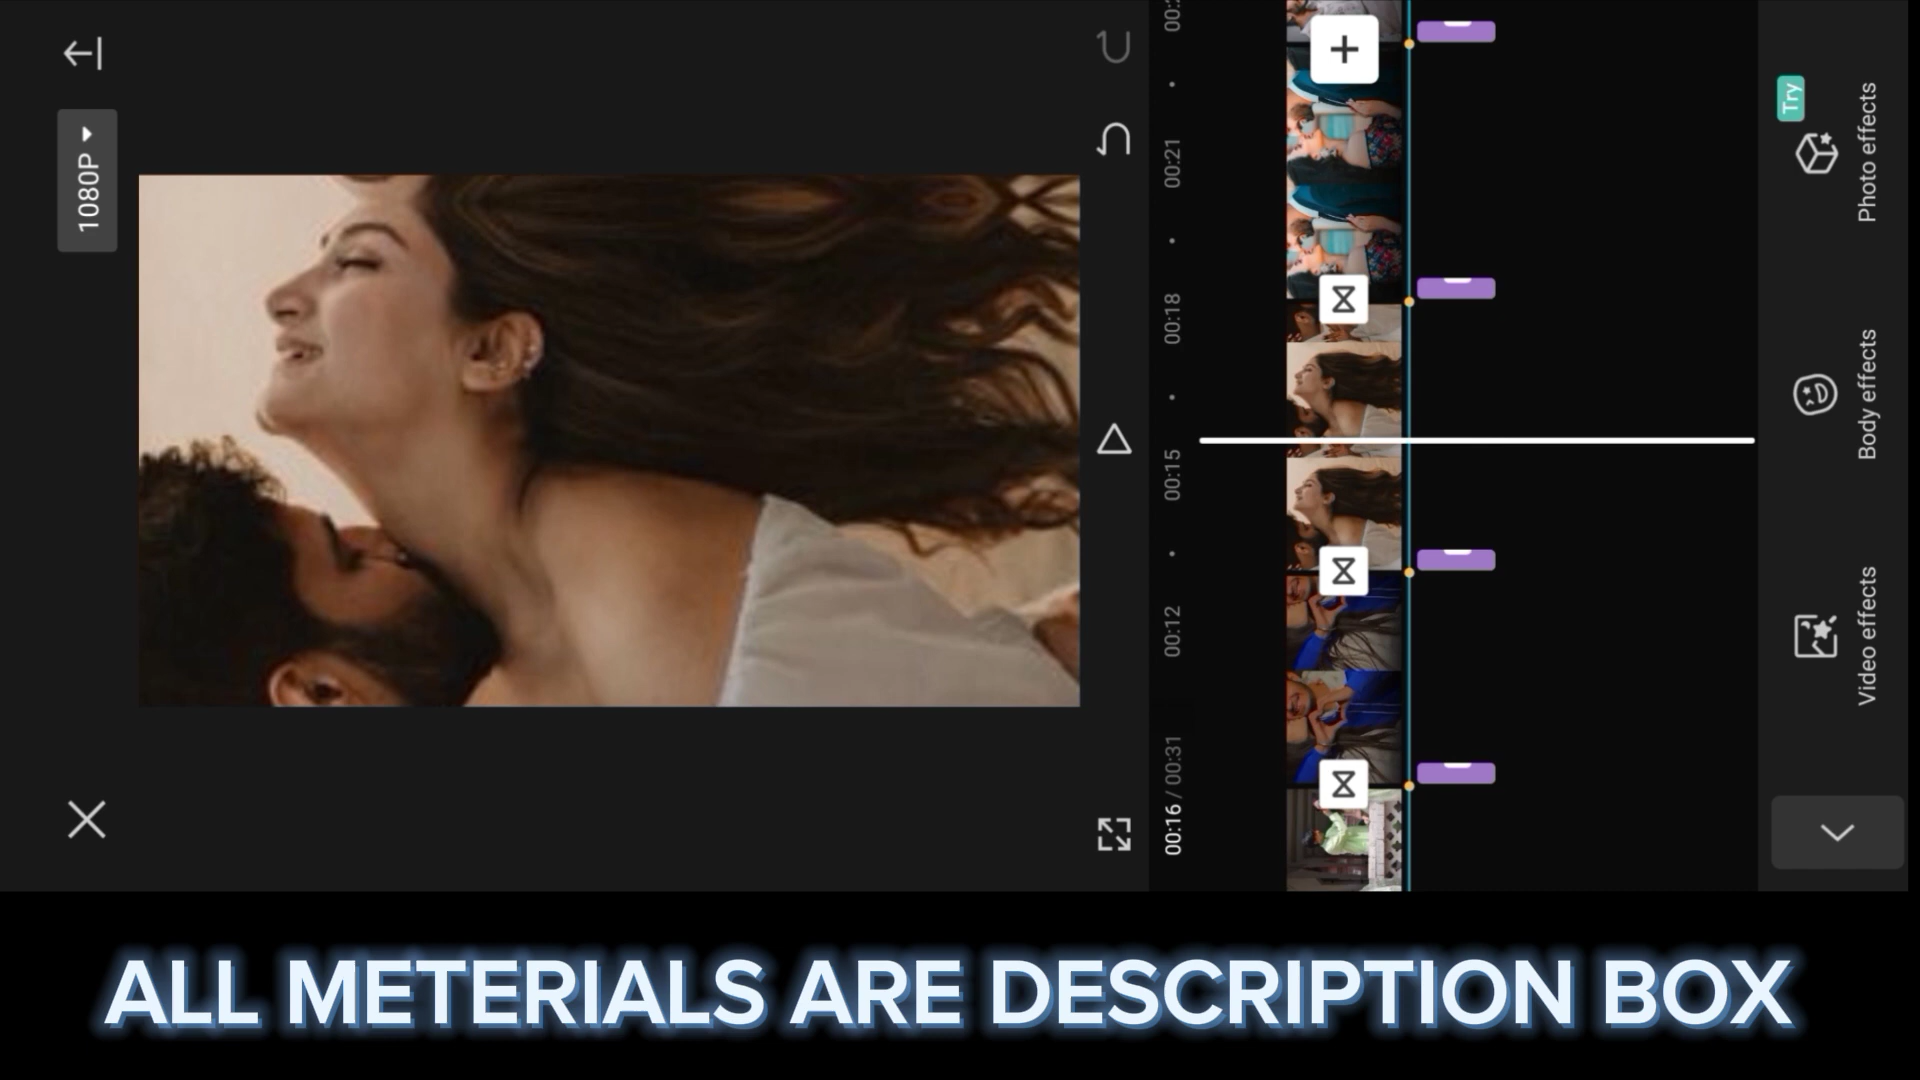 1080P
00:21
00:18
00:15
00:12
00:16 / 00:31
Try
Photo effects
Body effects
Video effects
ALL METERIALS ARE DESCRIPTION BOX